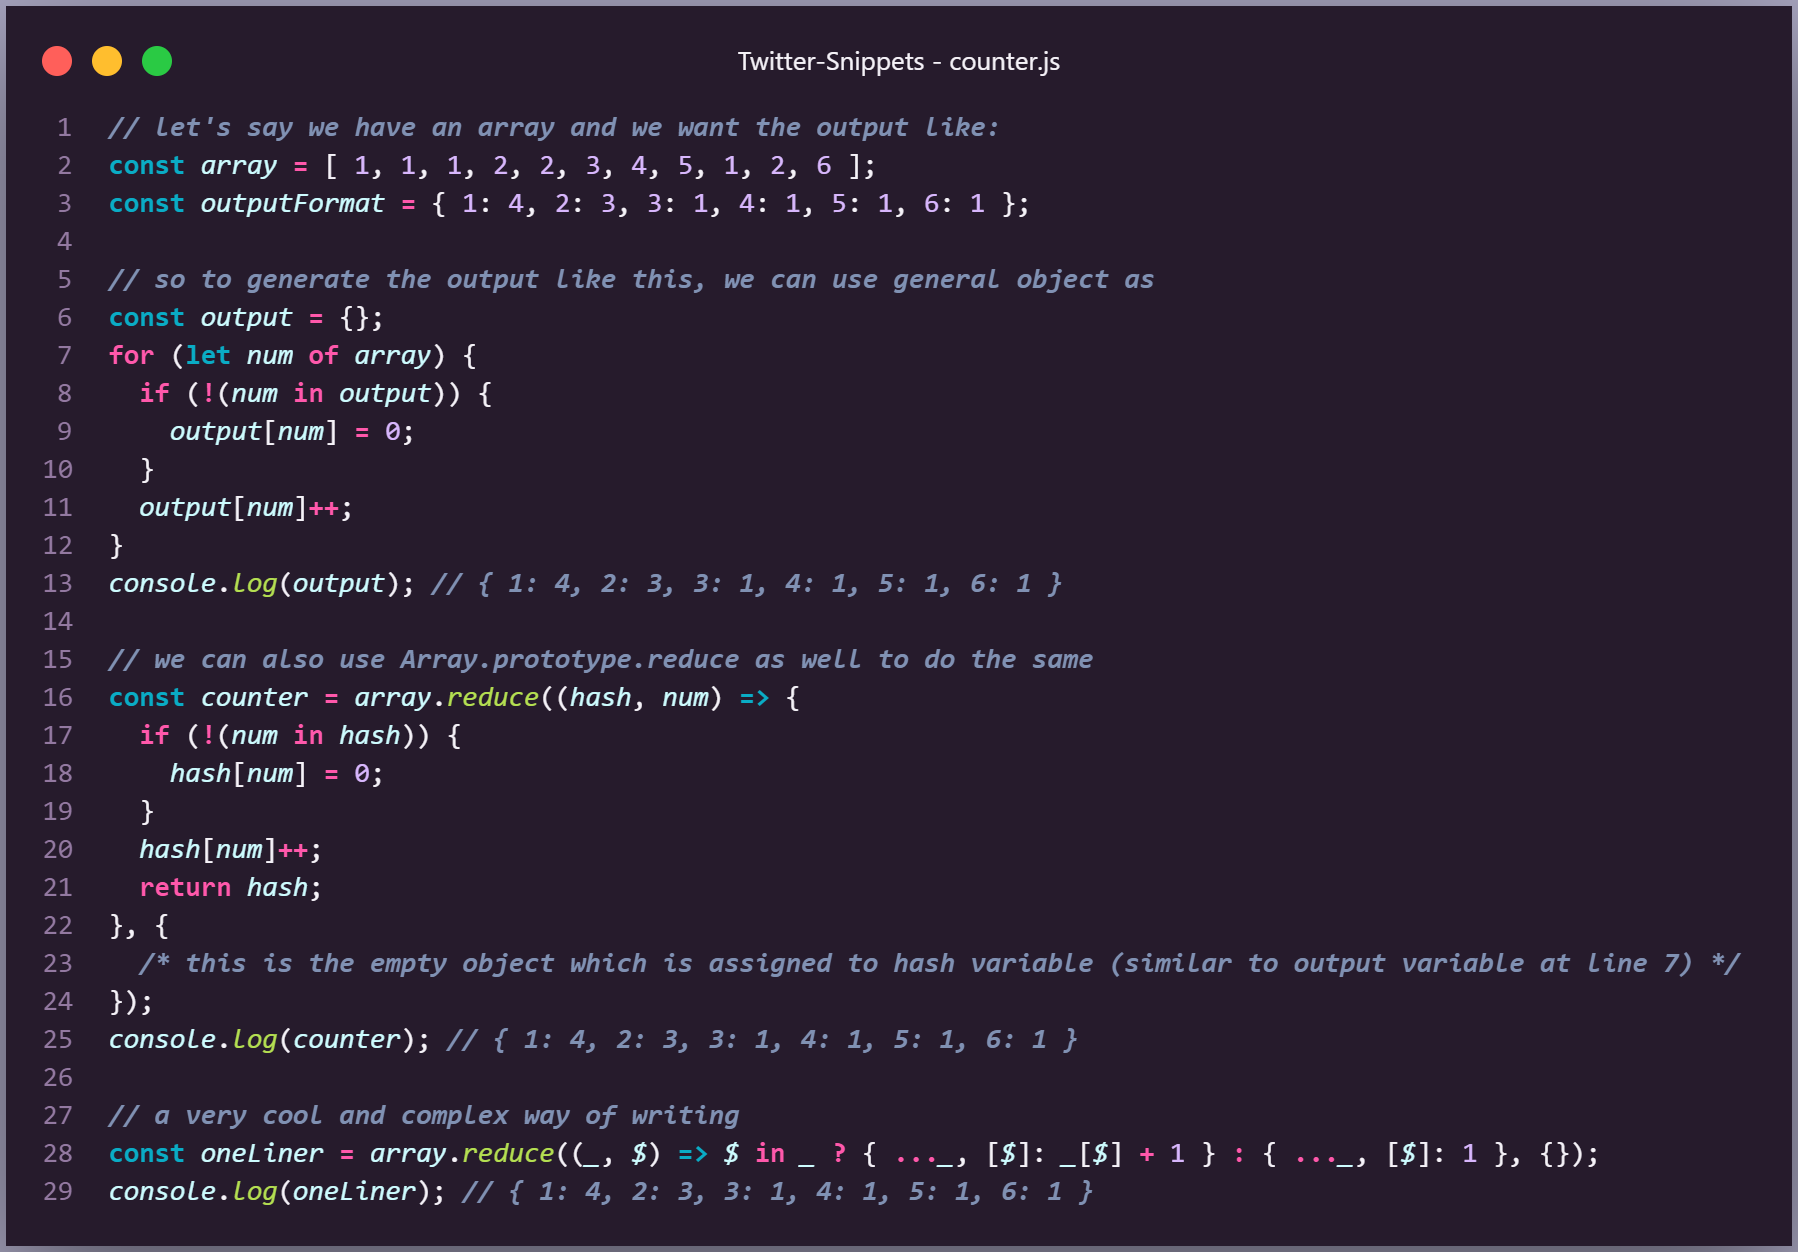 Twitter-Snippets - counter.js
1 // let's say we have an array and we want the output like:
2 const array = [ 1, 1, 1, 2, 2, 3, 4, 5, 1, 2, 6 ];
3 const outputFormat = { 1: 4, 2: 3, 3: 1, 4: 1, 5: 1, 6: 1 };
4
5 // so to generate the output like this, we can use general object as
6 const output = {};
7 for (let num of array) {
8   if (!(num in output)) {
9     output[num] = 0;
10   }
11   output[num]++;
12 }
13 console.log(output); // { 1: 4, 2: 3, 3: 1, 4: 1, 5: 1, 6: 1 }
14
15 // we can also use Array.prototype.reduce as well to do the same
16 const counter = array.reduce((hash, num) => {
17   if (!(num in hash)) {
18     hash[num] = 0;
19   }
20   hash[num]++;
21   return hash;
22 }, {
23   /* this is the empty object which is assigned to hash variable (similar to output variable at line 7) */
24 });
25 console.log(counter); // { 1: 4, 2: 3, 3: 1, 4: 1, 5: 1, 6: 1 }
26
27 // a very cool and complex way of writing
28 const oneLiner = array.reduce((_, $) => $ in _ ? { ..._, [$]: _[$] + 1 } : { ..._, [$]: 1 }, {});
29 console.log(oneLiner); // { 1: 4, 2: 3, 3: 1, 4: 1, 5: 1, 6: 1 }